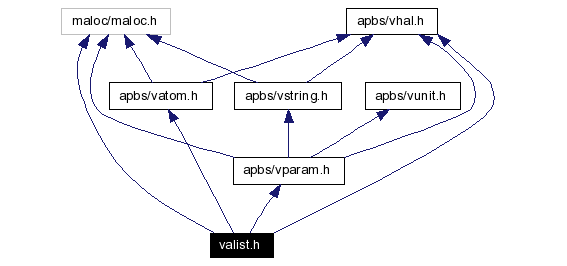 maloc/maloc.h
apbs/vhal.h
apbs/vatom.h
apbs/vstring.h
apbs/vunit.h
apbs/vparam.h
valist.h